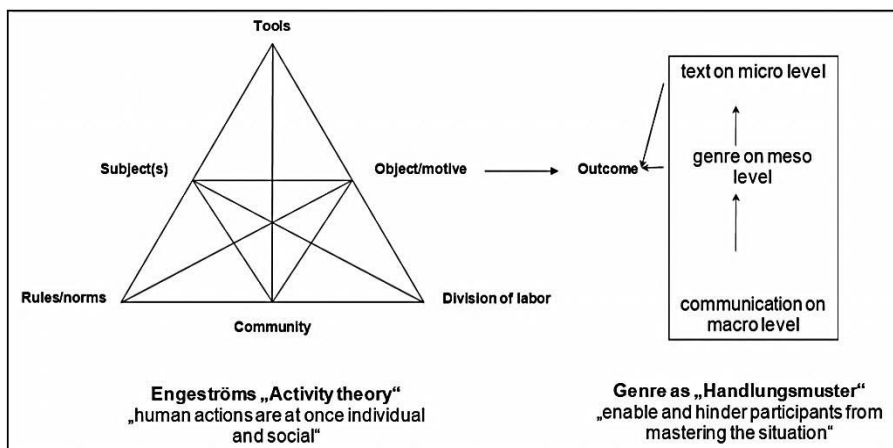 Tools
Subject(s)
Object/motive
Outcome
Rules/norms
Community
Division of labor
Engeströms „Activity theory“
„human actions are at once individual
and social“
text on micro level
genre on meso
level
communication on
macro level
Genre as „Handlungsmuster“
„enable and hinder participants from
mastering the situation“